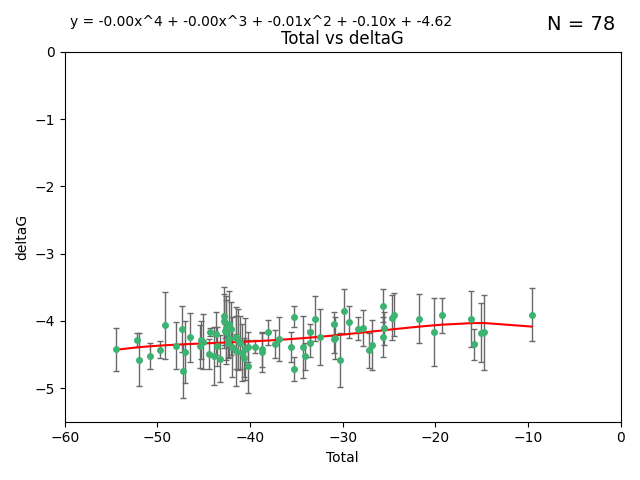 y = -0.00x^4 + -0.00x^3 + -0.01x^2 + -0.10x + -4.62
N = 78
Total vs deltaG
0
−1
−2
−3
−4
−5
deltaG
−60 −50 −40 −30 −20 −10 0
Total